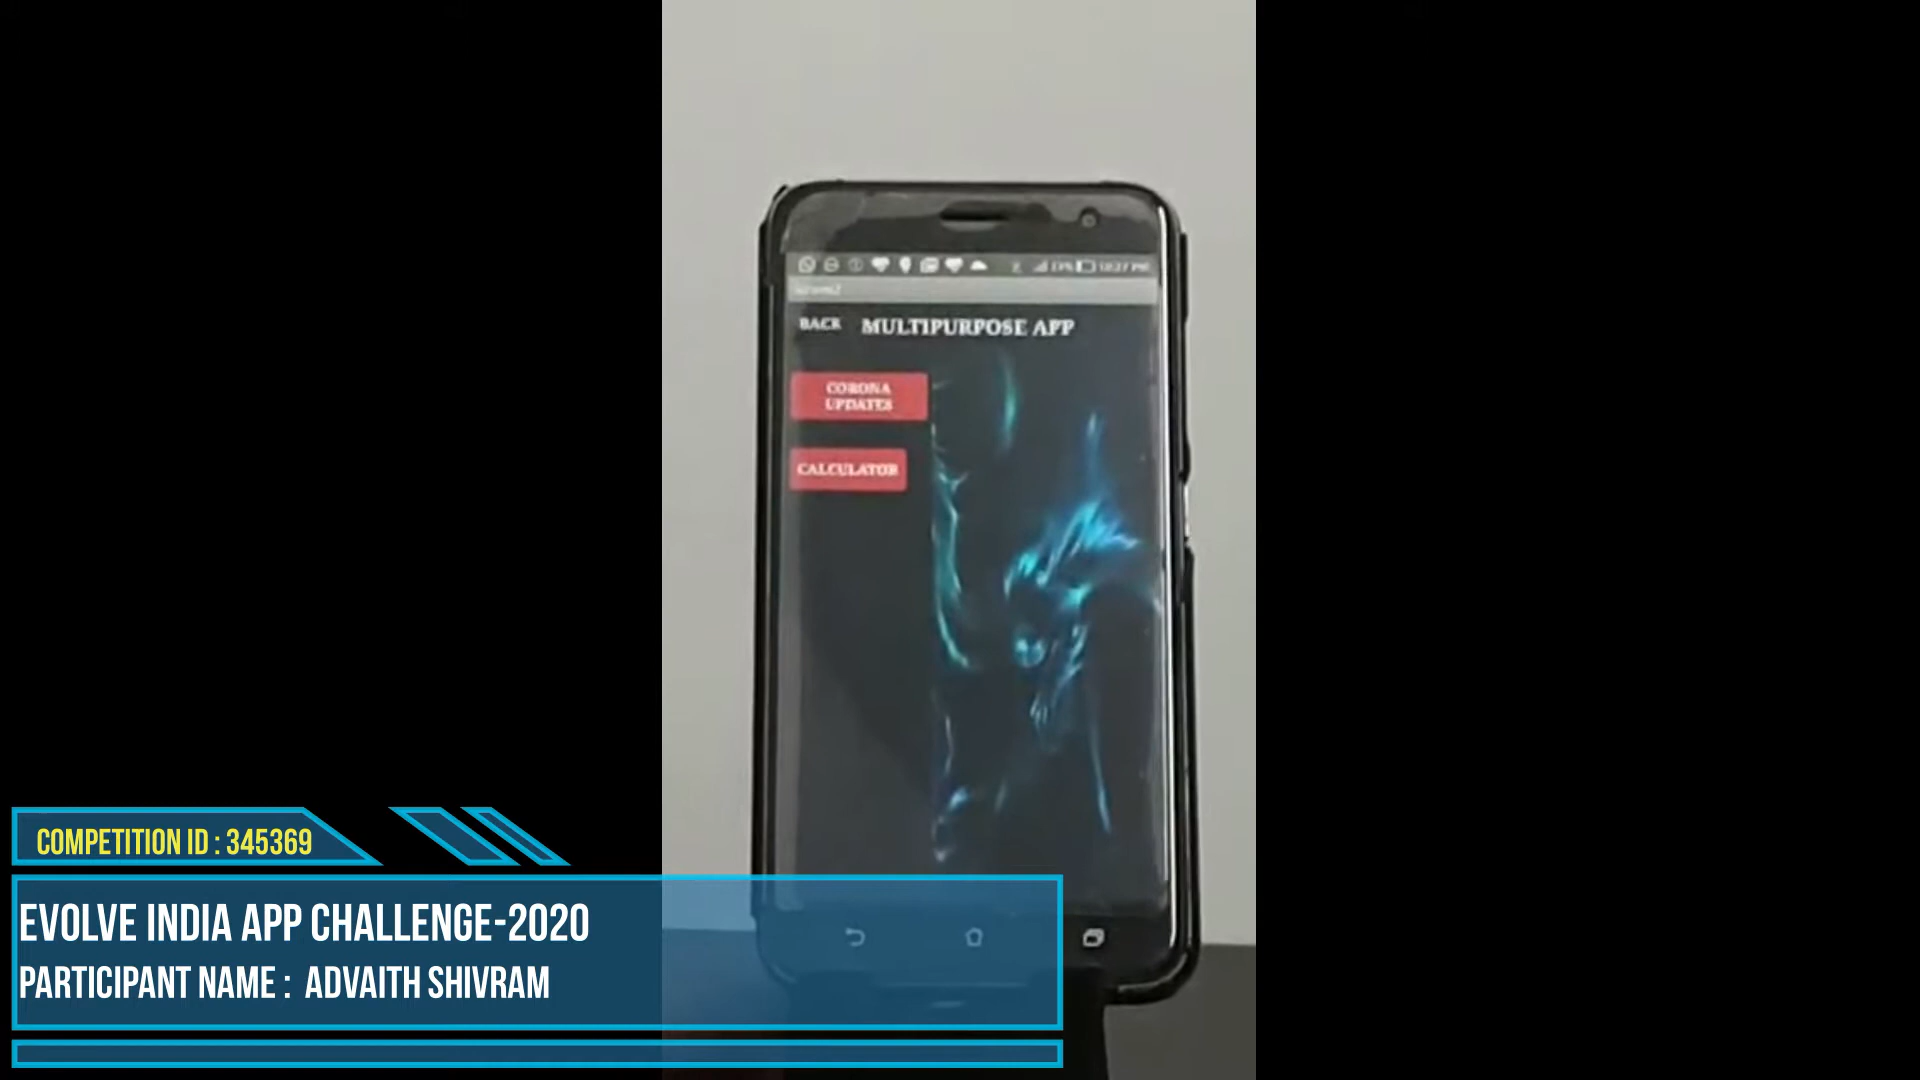 BACK MULTIPURPOSE APP
CORONA
UPDATES
CALCULATOR
COMPETITION ID : 345369
EVOLVE INDIA APP CHALLENGE-2020
PARTICIPANT NAME : ADVAITH SHIVRAM